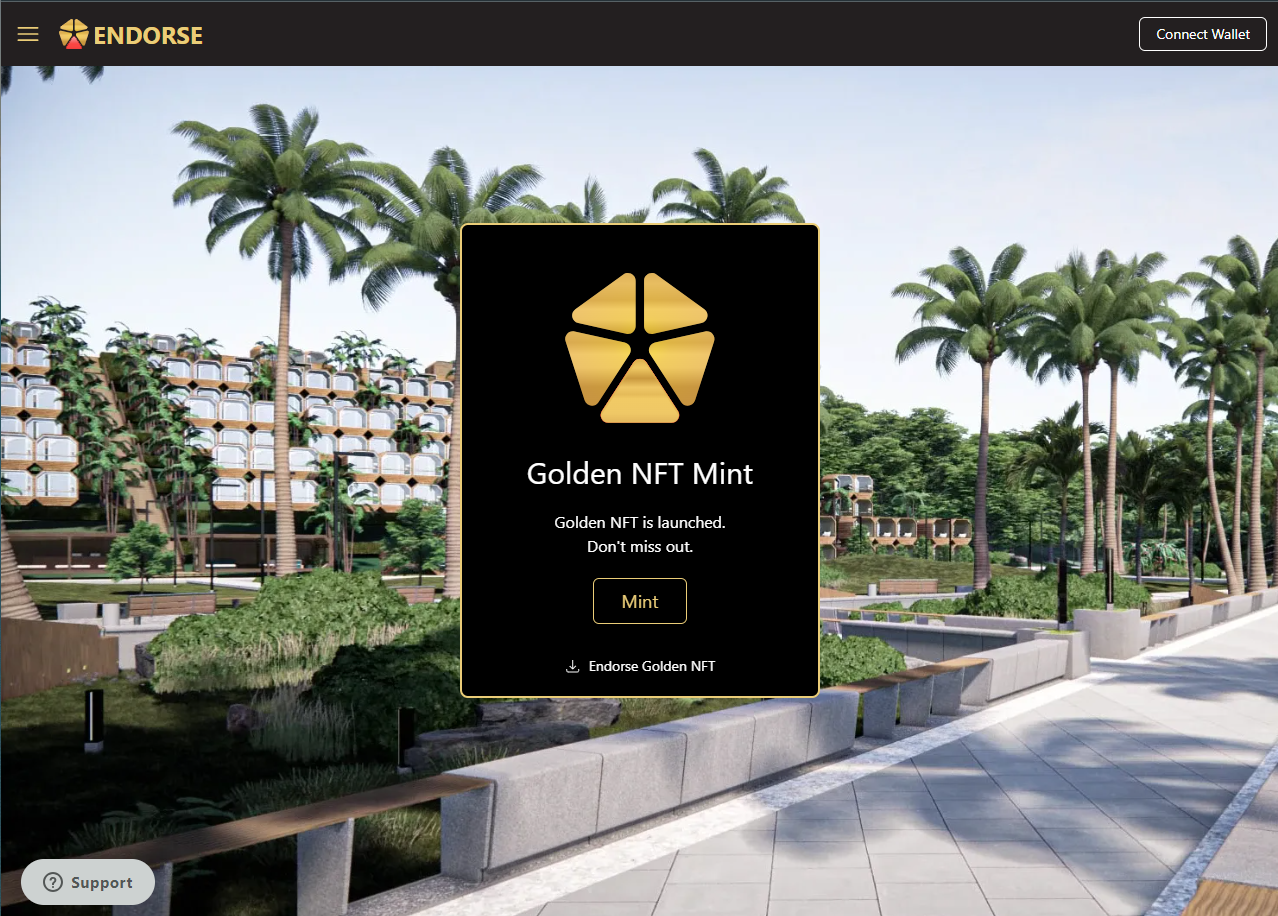 ENDORSE
Connect Wallet
Golden NFT Mint
Golden NFT is launched.
Don't miss out.
Mint
Endorse Golden NFT
Support